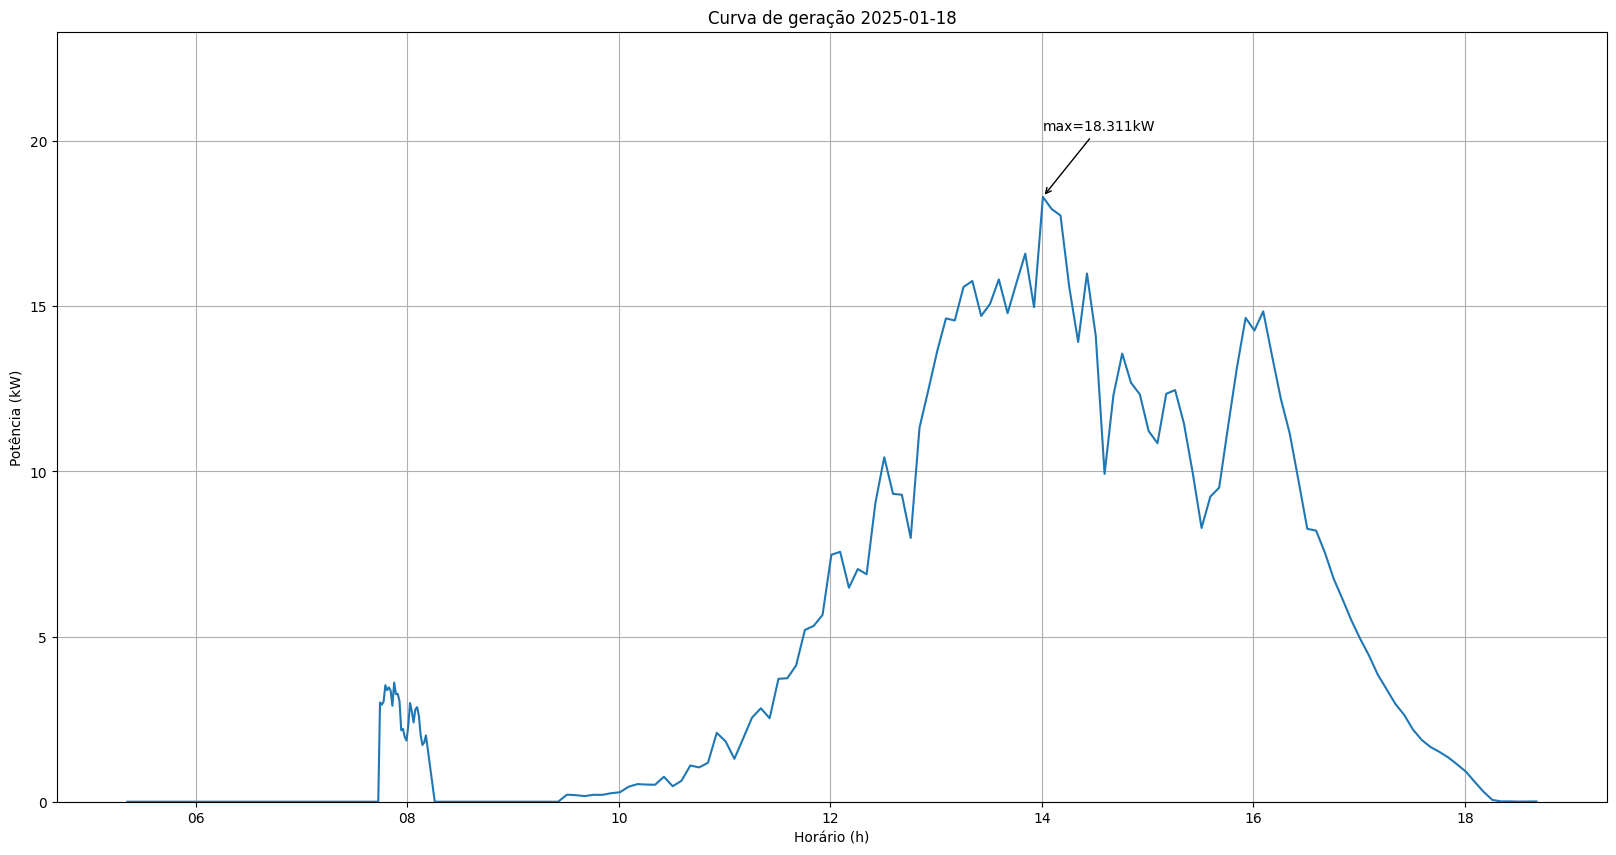 Curva de geração 2025-01-18
max=18.311kW
Potência (kW)
20
15
10
5
0
06 08 10 12 14 16 18
Horário (h)